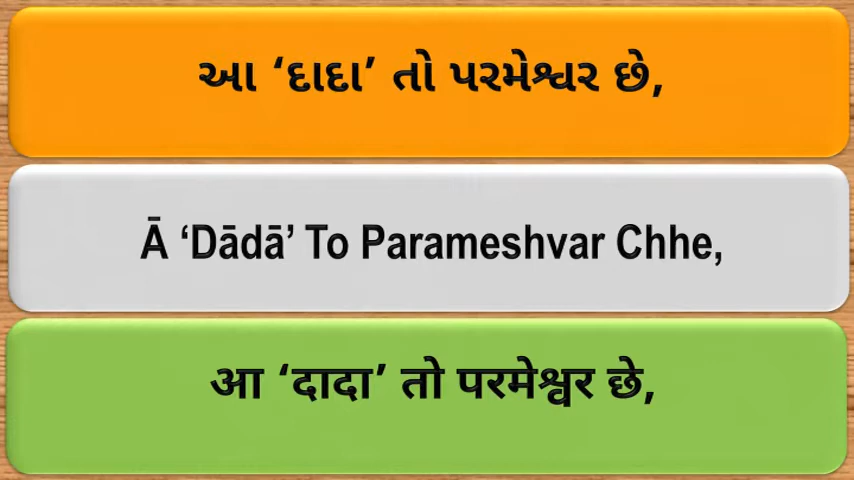 આ ‘દાદા’ તો પરમેશ્વર છે,
Ā ‘Dādā’ To Parameshvar Chhe,
आ ‘दादा’ तो परमेश्वर छे,